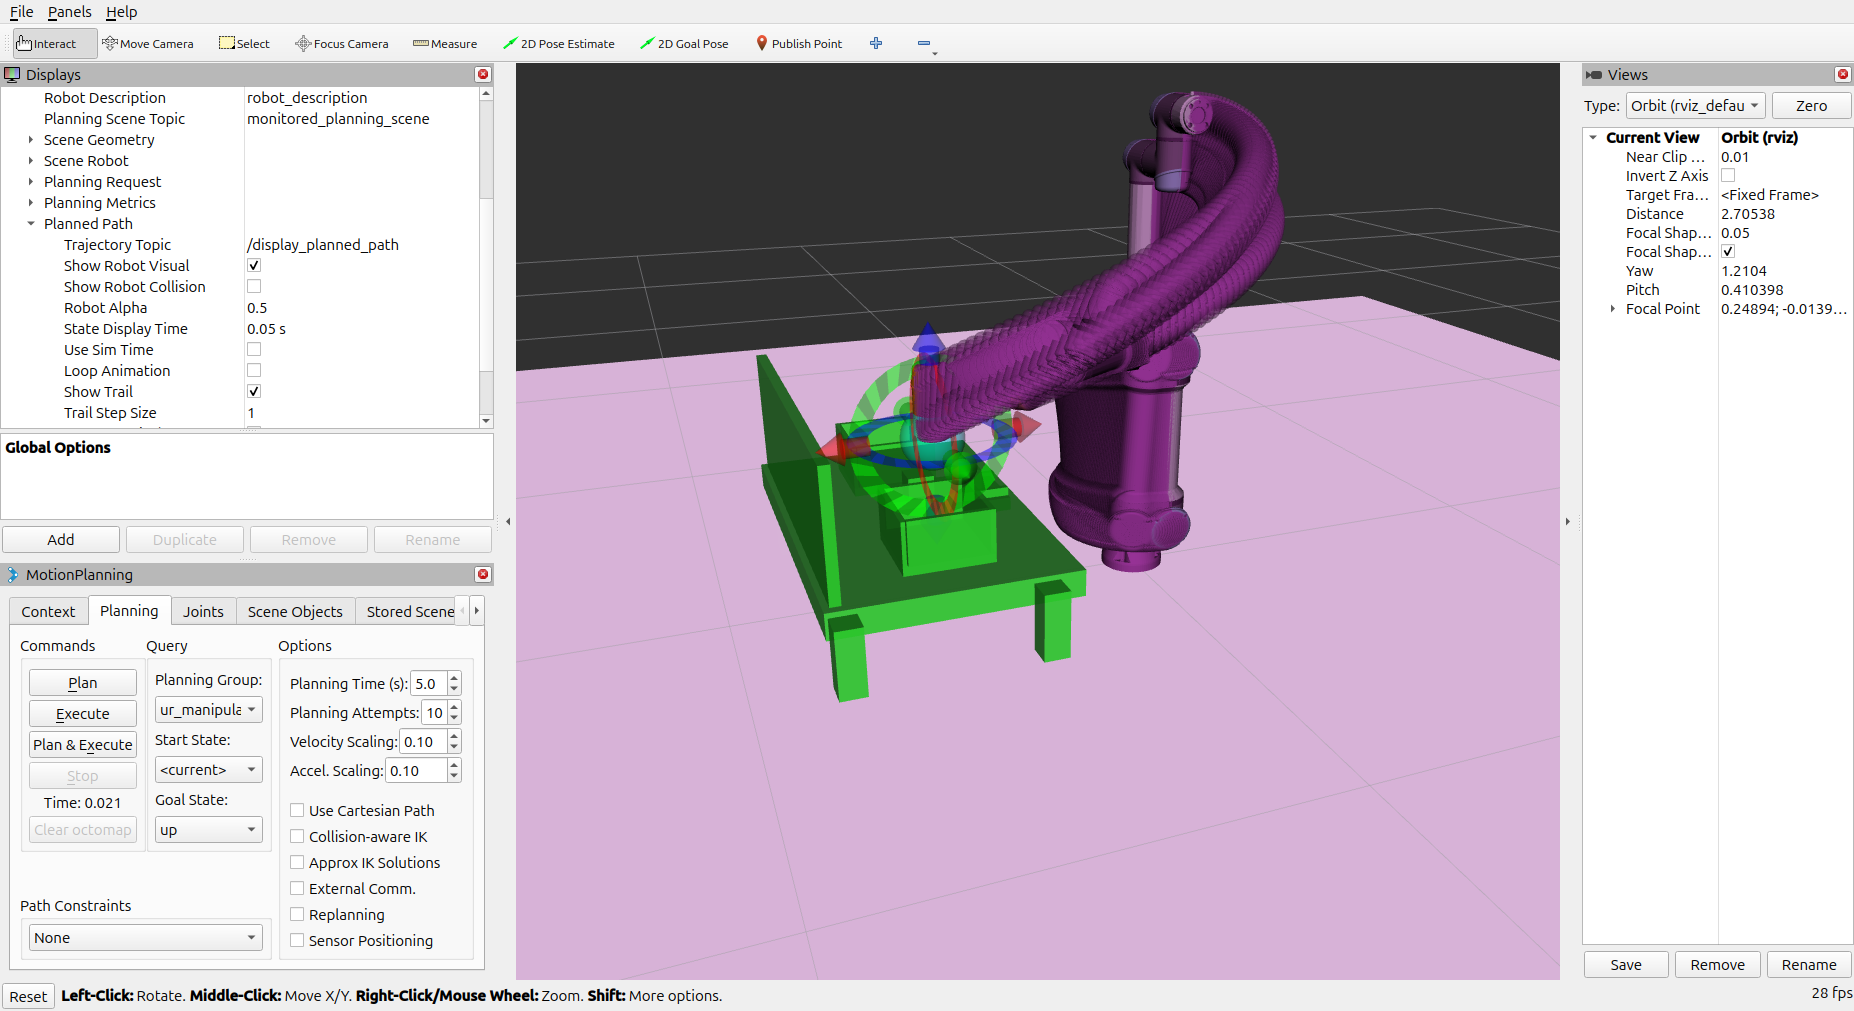 File Panels Help
Interact Move Camera Select Focus Camera Measure 2D Pose Estimate 2D Goal Pose Publish Point
Displays
Robot Description robot_description
Planning Scene Topic monitored_planning_scene
Scene Geometry
Scene Robot
Planning Request
Planning Metrics
Planned Path
Trajectory Topic /display_planned_path
Show Robot Visual
Show Robot Collision
Robot Alpha 0.5
State Display Time 0.05 s
Use Sim Time
Loop Animation
Show Trail
Trail Step Size 1
Global Options
Add Duplicate Remove Rename
MotionPlanning
Context Planning Joints Scene Objects Stored Scene
Commands Query Options
Plan
Execute
Plan & Execute
Stop
Time: 0.021
Clear octomap
Planning Group:
ur_manipula
Start State:
<current>
Goal State:
up
Planning Time (s): 5.0
Planning Attempts: 10
Velocity Scaling: 0.10
Accel. Scaling: 0.10
Use Cartesian Path
Collision-aware IK
Approx IK Solutions
External Comm.
Replanning
Sensor Positioning
Path Constraints
None
Reset Left-Click: Rotate. Middle-Click: Move X/Y. Right-Click/Mouse Wheel: Zoom. Shift: More options.
Views
Type: Orbit (rviz_defau Zero
Current View Orbit (rviz)
Near Clip ... 0.01
Invert Z Axis
Target Fra... <Fixed Frame>
Distance 2.70538
Focal Shap... 0.05
Focal Shap...
Yaw 1.2104
Pitch 0.410398
Focal Point 0.24894; -0.0139...
Save Remove Rename
28 fps